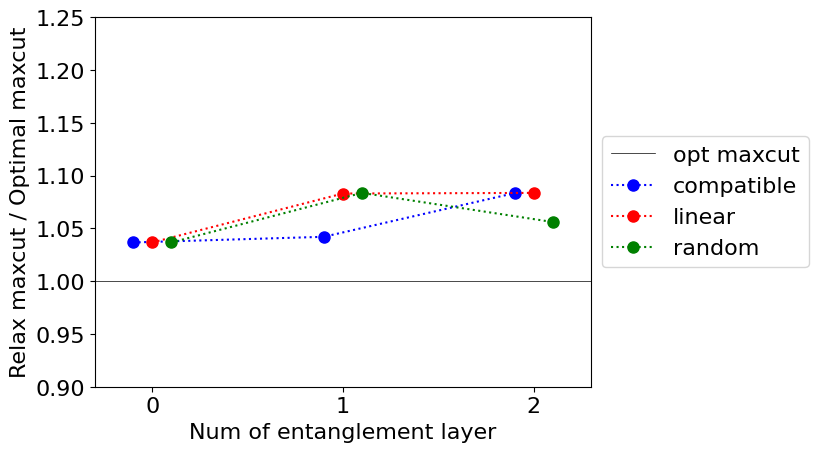 Relax maxcut / Optimal maxcut
1.25
1.20
1.15
1.10
1.05
1.00
0.95
0.90
0 1 2
Num of entanglement layer
opt maxcut
compatible
linear
random